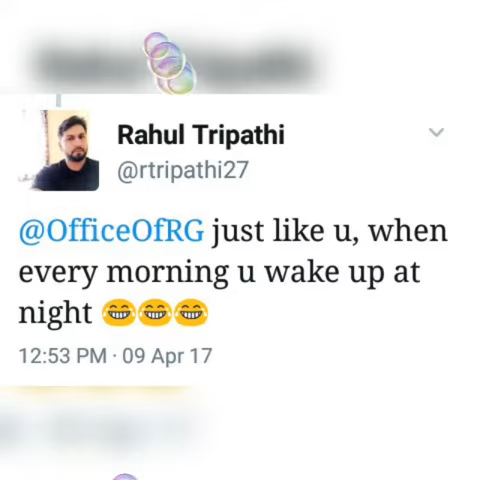 Rahul Tripathi
@rtripathi27
@OfficeOfRG just like u, when
every morning u wake up at
night 😂😂😂
12:53 PM · 09 Apr 17